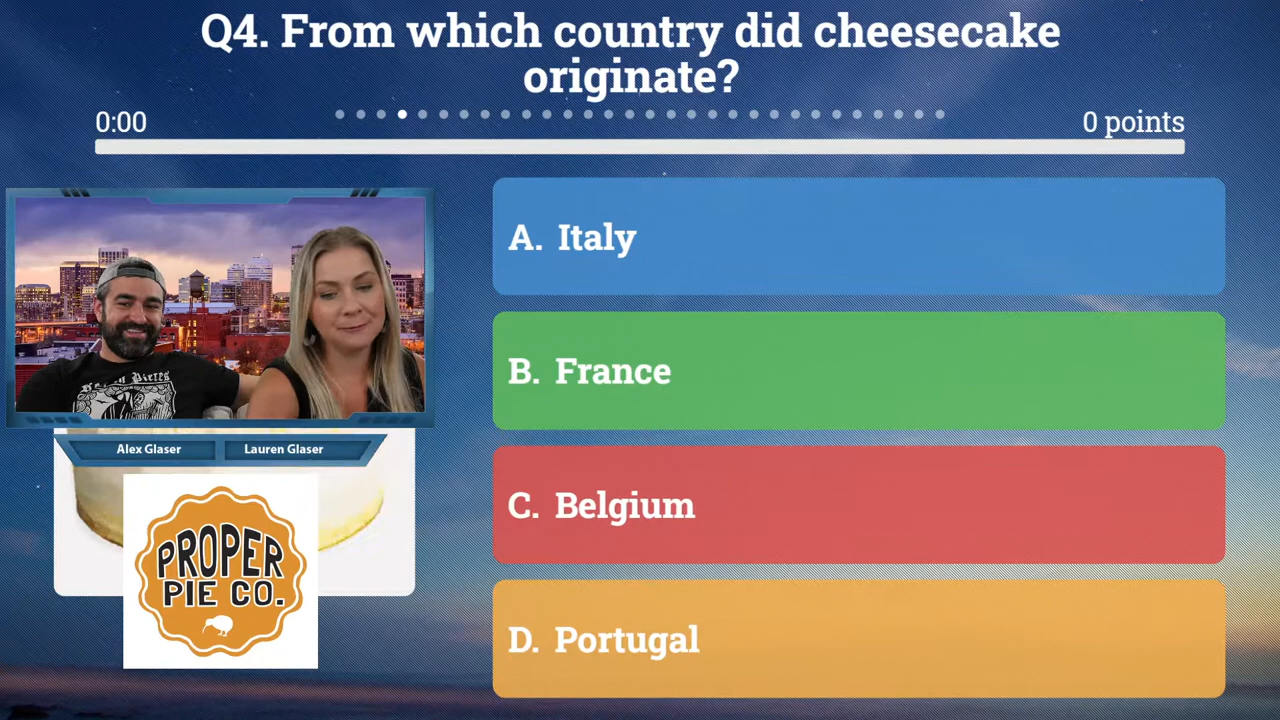 Q4. From which country did cheesecake
originate?
0:00
0 points
A. Italy
B. France
C. Belgium
D. Portugal
Alex Glaser
Lauren Glaser
PROPER
PIE CO.